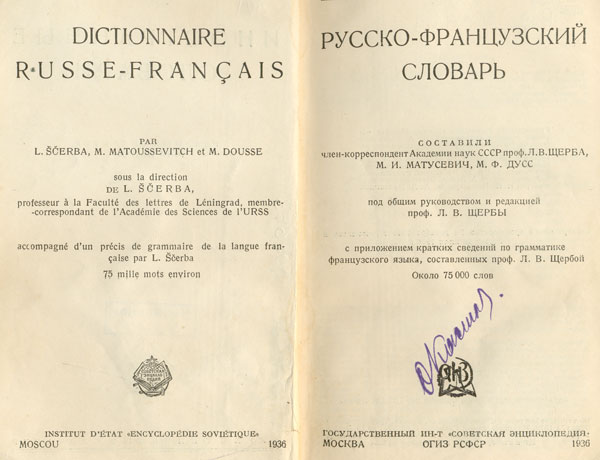 DICTIONNAIRE
RUSSE-FRANÇAIS
PAR
L. ŠČERBA, M. MATOUSSEVITCH et M. DOUSSE
sous la direction
DE L. ŠČERBA,
professeur à la Faculté des lettres de Léningrad, membre-
-correspondant de l'Académie des Sciences de l'URSS
accompagné d'un précis de grammaire de la langue fran-
çaise par L. Ščerba
75 mille mots environ
INSTITUT D'ÉTAT «ENCYCLOPÉDIE SOVIÉTIQUE»
MOSCOU 1936
РУССКО-ФРАНЦУЗСКИЙ
СЛОВАРЬ
СОСТАВИЛИ
член-корреспондент Академии наук СССР проф. Л. В. ЩЕРБА,
М. И. МАТУСЕВИЧ, М. Ф. ДУСС
под общим руководством и редакцией
проф. Л. В. ЩЕРБЫ
с приложением кратких сведений по грамматике
французского языка, составленных проф. Л. В. Щербой
Около 75 000 слов
ГОСУДАРСТВЕННЫЙ ИН-Т «СОВЕТСКАЯ ЭНЦИКЛОПЕДИЯ»
МОСКВА ОГИЗ РСФСР 1936